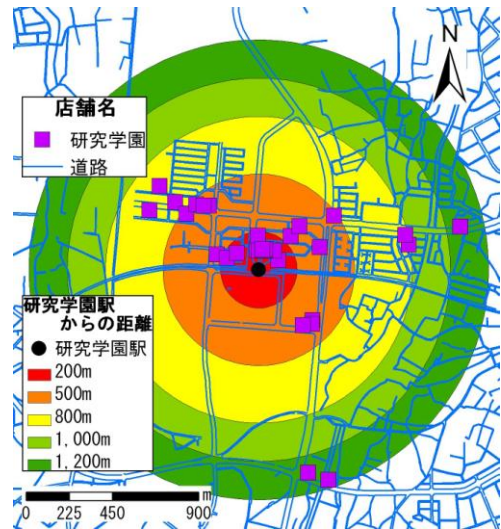 N
店舗名
研究学園
道路
研究学園駅
からの距離
研究学園駅
200m
500m
800m
1,000m
1,200m
m
0 225 450 900